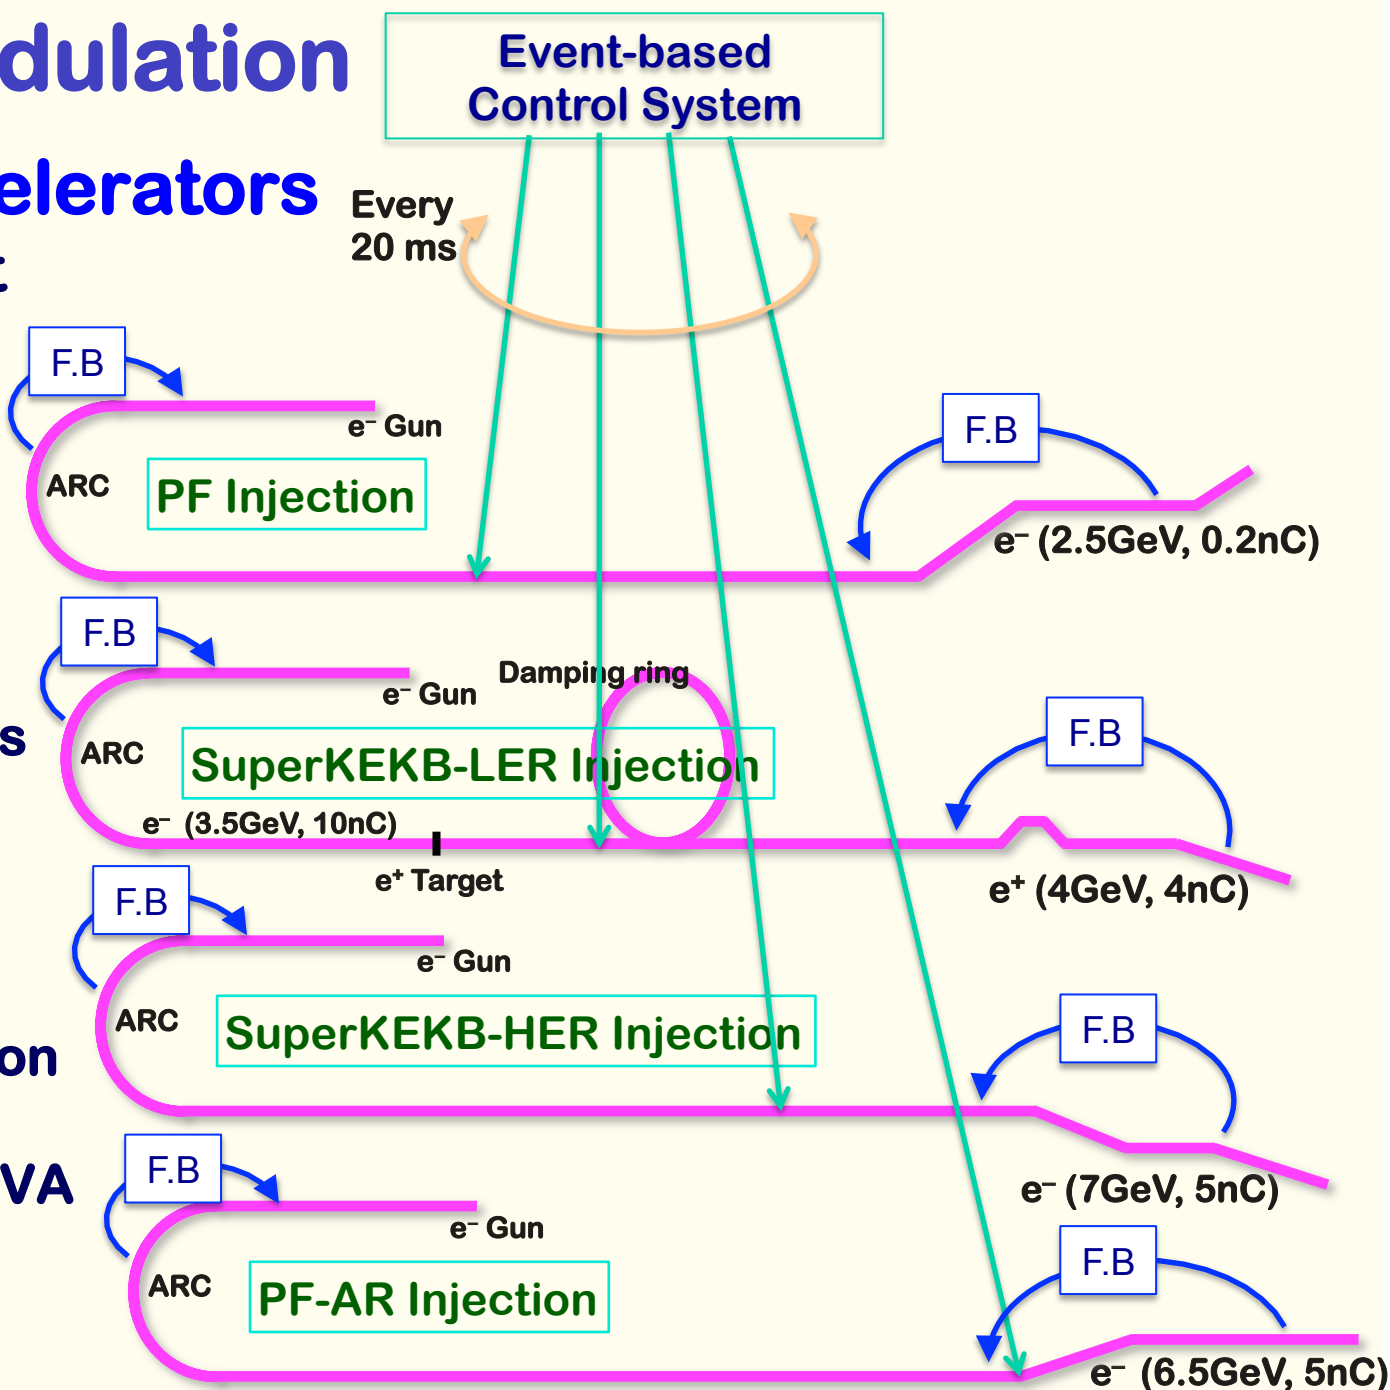 dulation
Event-based
Control System
elerators
Every
20 ms
t
F.B
e⁻ Gun
F.B
ARC
PF Injection
e⁻ (2.5GeV, 0.2nC)
F.B
Damping ring
e⁻ Gun
F.B
s
ARC
SuperKEKB-LER Injection
e⁻ (3.5GeV, 10nC)
e⁺ Target
e⁺ (4GeV, 4nC)
F.B
e⁻ Gun
ARC
SuperKEKB-HER Injection
F.B
on
VA
F.B
e⁻ (7GeV, 5nC)
e⁻ Gun
F.B
ARC
PF-AR Injection
e⁻ (6.5GeV, 5nC)